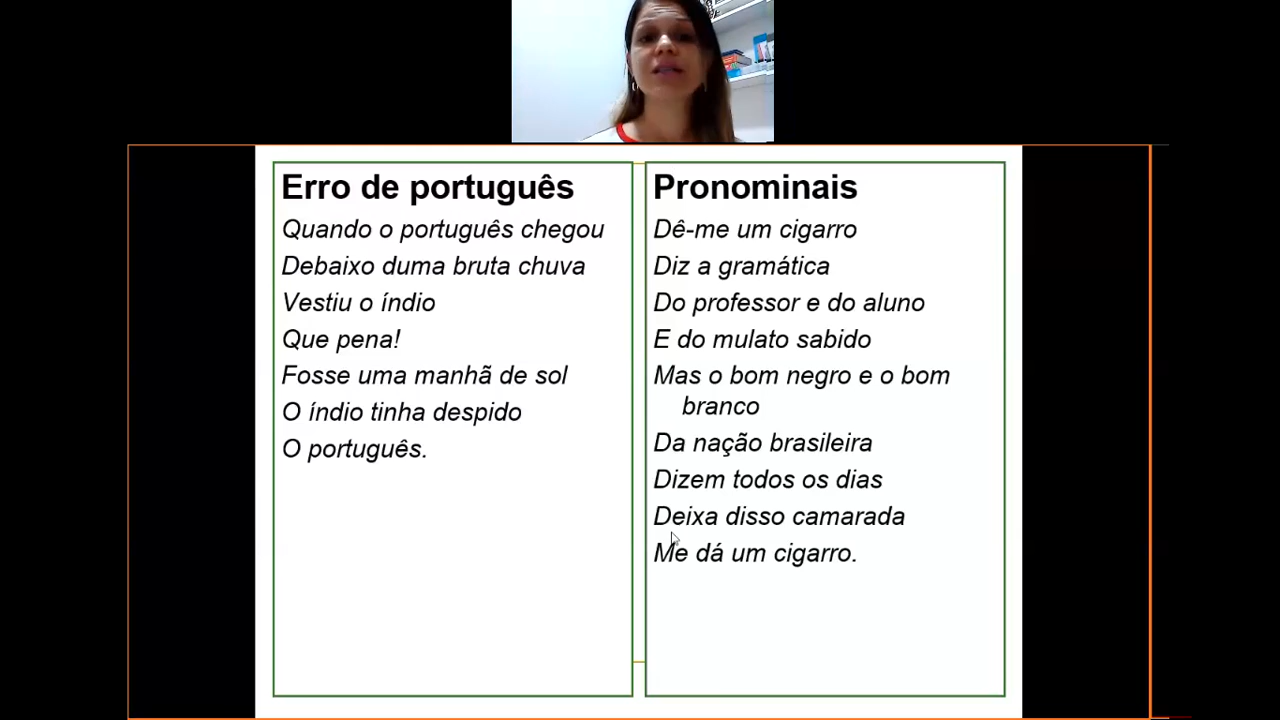 Erro de português
Quando o português chegou
Debaixo duma bruta chuva
Vestiu o índio
Que pena!
Fosse uma manhã de sol
O índio tinha despido
O português.
Pronominais
Dê-me um cigarro
Diz a gramática
Do professor e do aluno
E do mulato sabido
Mas o bom negro e o bom
branco
Da nação brasileira
Dizem todos os dias
Deixa disso camarada
Me dá um cigarro.